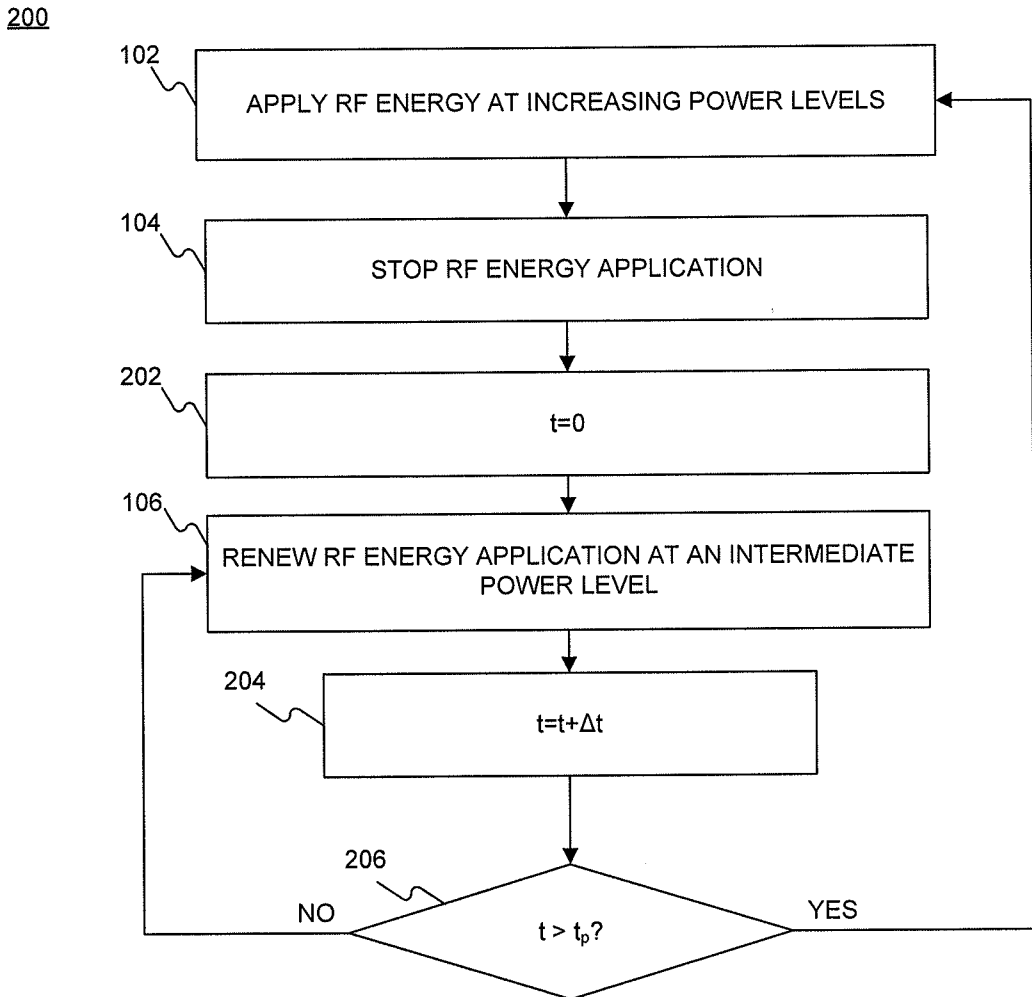 200
102
APPLY RF ENERGY AT INCREASING POWER LEVELS
104
STOP RF ENERGY APPLICATION
202
t=0
106
RENEW RF ENERGY APPLICATION AT AN INTERMEDIATE
POWER LEVEL
204
t=t+Δt
206
NO
t > tp?
YES